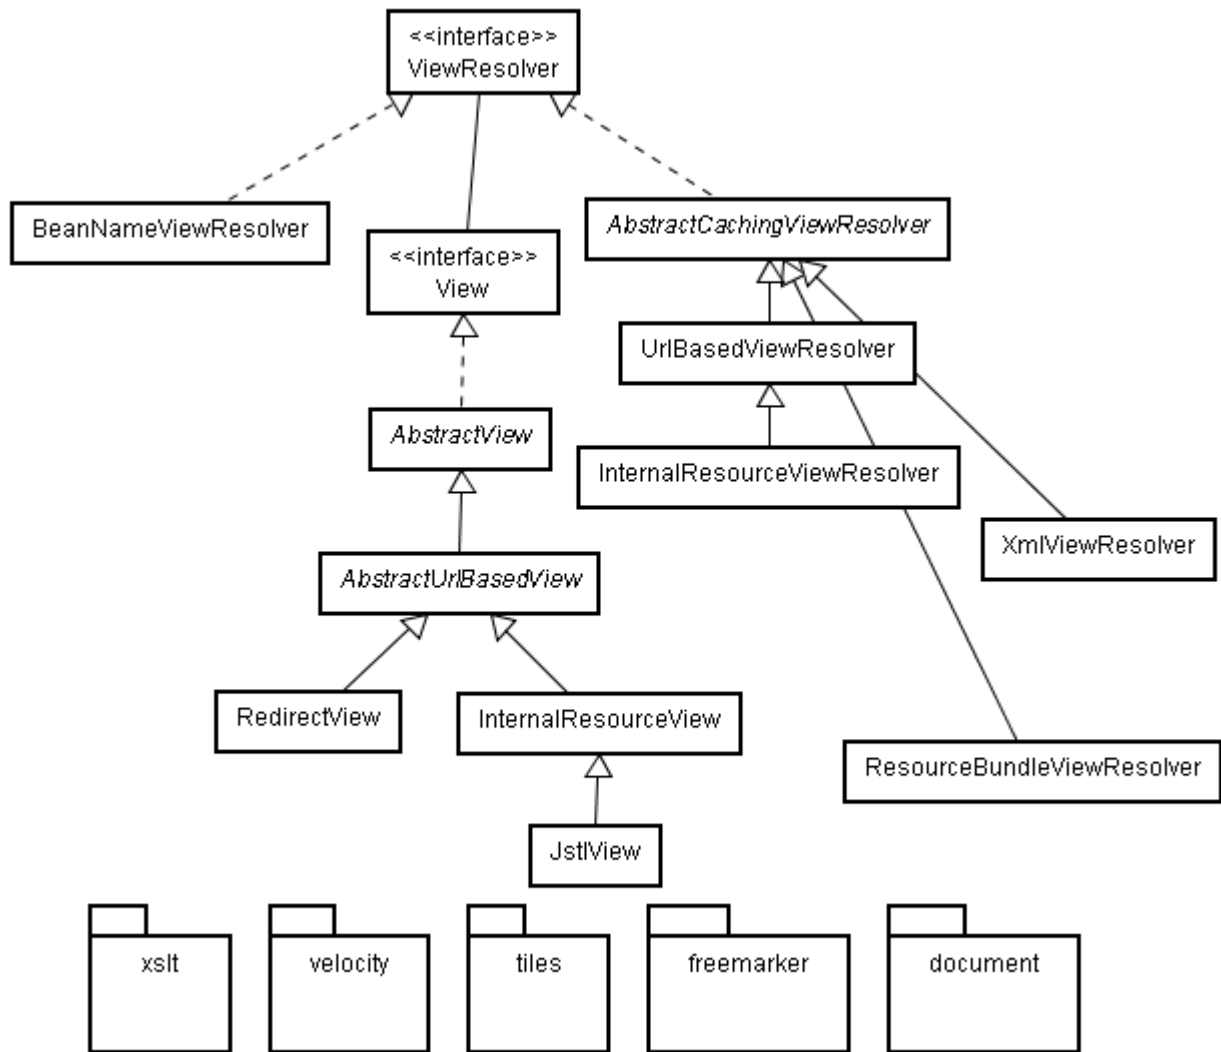 <<interface>>
ViewResolver
BeanNameViewResolver
AbstractCachingViewResolver
<<interface>>
View
UrlBasedViewResolver
AbstractView
InternalResourceViewResolver
XmlViewResolver
AbstractUrlBasedView
RedirectView
InternalResourceView
ResourceBundleViewResolver
JstlView
xslt
velocity
tiles
freemarker
document